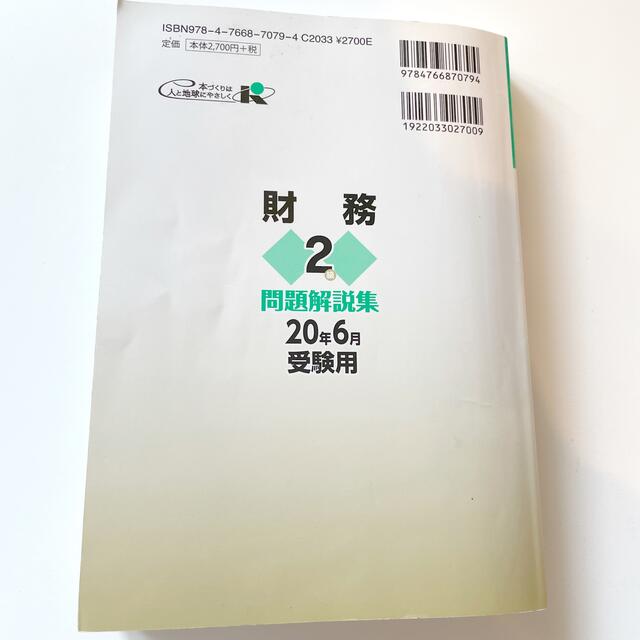 ISBN978-4-7668-7079-4 C2033 ¥2700E
定価 本体2,700円+税
本づくりは
人と地球にやさしく
R
9784766870794
1922033027009
財務
2級
問題解説集
20年6月
受験用